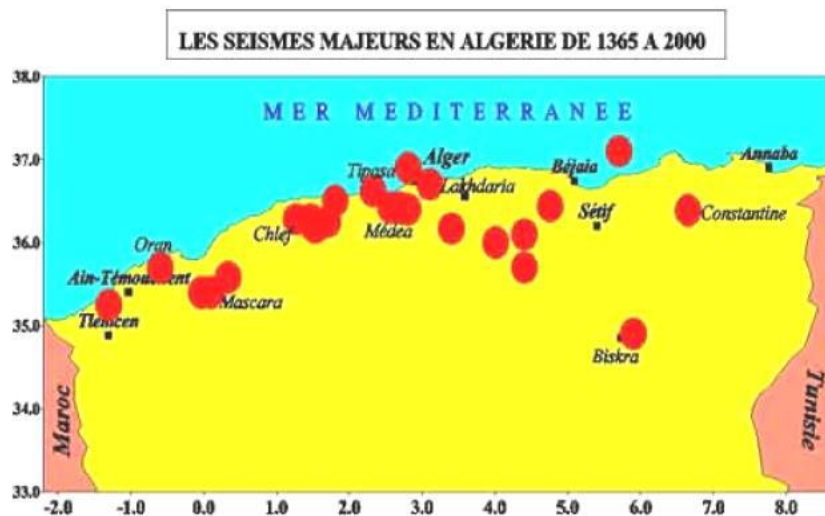 LES SEISMES MAJEURS EN ALGERIE DE 1365 A 2000
38.0
MER MEDITERRANEE
37.0
Tipasa
Alger
Lakhdaria
Béjaia
Annaba
36.0
Chlef
Médea
Sétif
Constantine
Oran
Ain-Témouchent
Mascara
35.0
Tlemcen
Biskra
34.0
Maroc
Tunisie
33.0
-2.0 -1.0 0.0 1.0 2.0 3.0 4.0 5.0 6.0 7.0 8.0